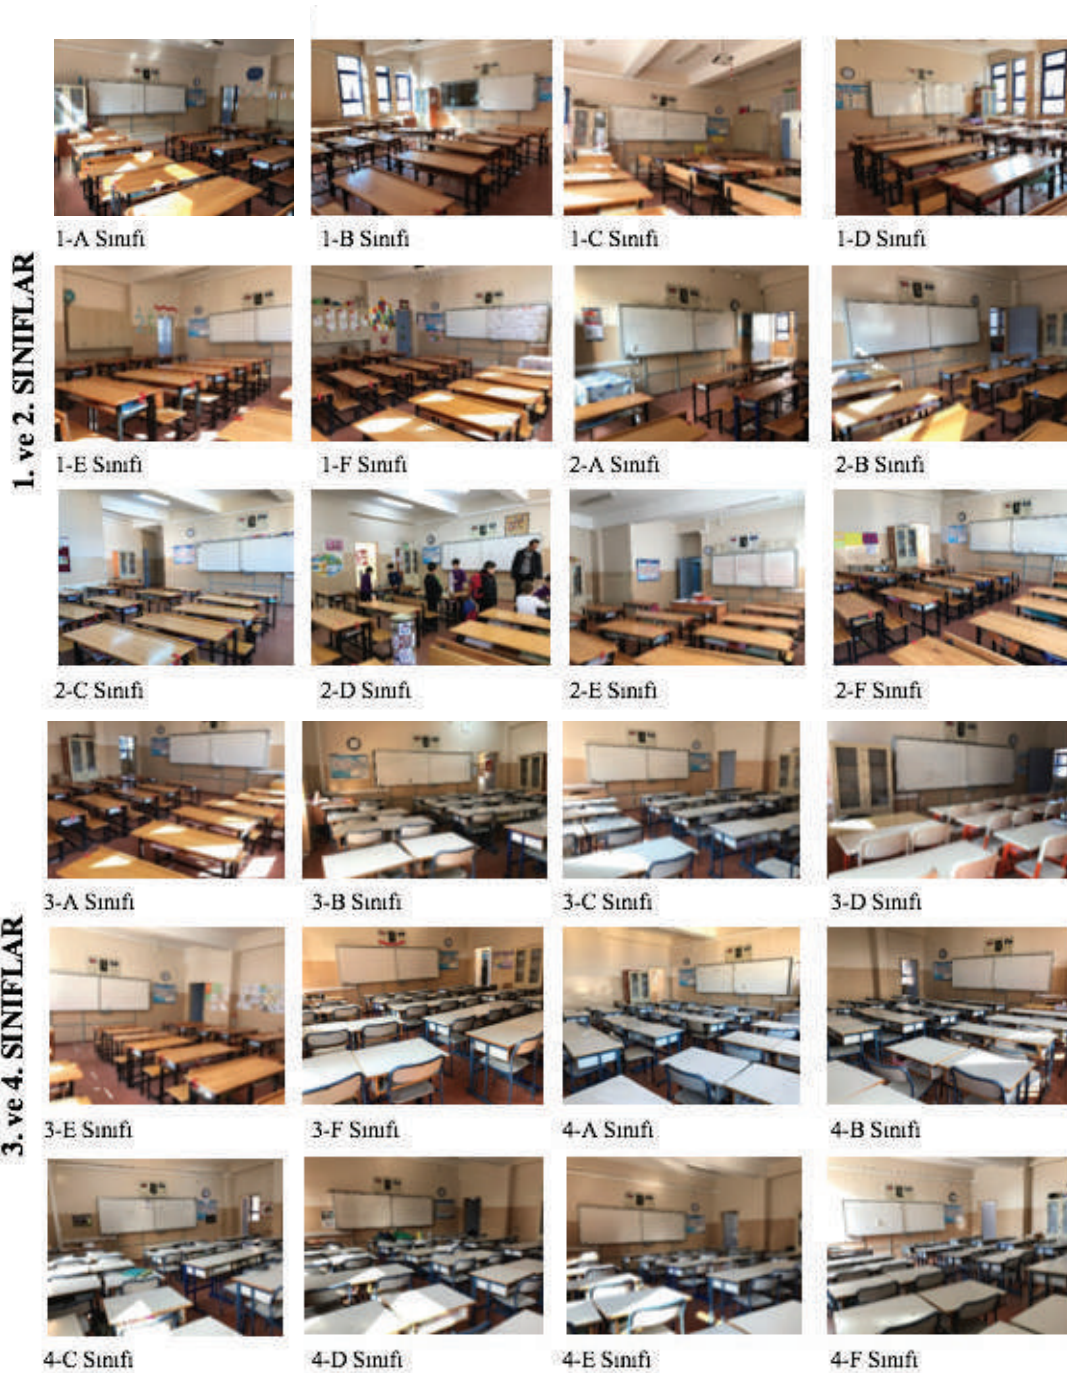 1. ve 2. SINIFLAR
1-A Sınıfı
1-B Sınıfı
1-C Sınıfı
1-D Sınıfı
1-E Sınıfı
1-F Sınıfı
2-A Sınıfı
2-B Sınıfı
2-C Sınıfı
2-D Sınıfı
2-E Sınıfı
2-F Sınıfı
3. ve 4. SINIFLAR
3-A Sınıfı
3-B Sınıfı
3-C Sınıfı
3-D Sınıfı
3-E Sınıfı
3-F Sınıfı
4-A Sınıfı
4-B Sınıfı
4-C Sınıfı
4-D Sınıfı
4-E Sınıfı
4-F Sınıfı